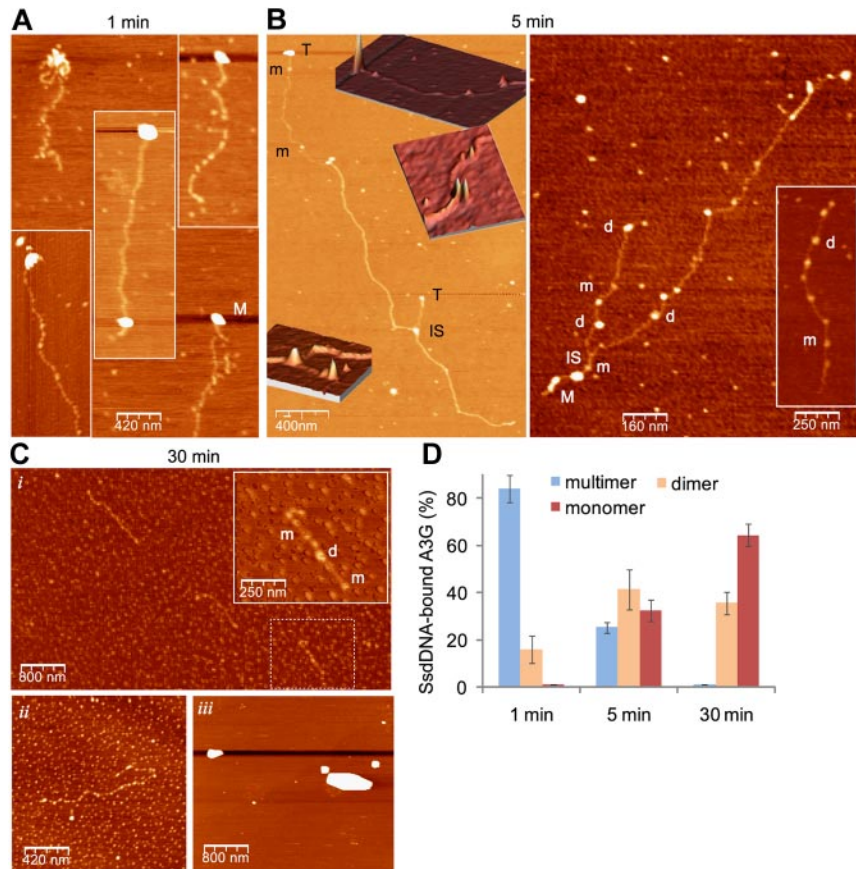 A
1 min
M
420 nm
B
5 min
T
m
m
T
IS
400nm
d
m
d
d
IS
m
M
160 nm
d
m
250 nm
C
30 min
i
m
d
m
250 nm
800 nm
ii
420 nm
iii
800 nm
D
multimer
dimer
monomer
SsdDNA-bound A3G (%)
80
60
40
20
0
1 min
5 min
30 min